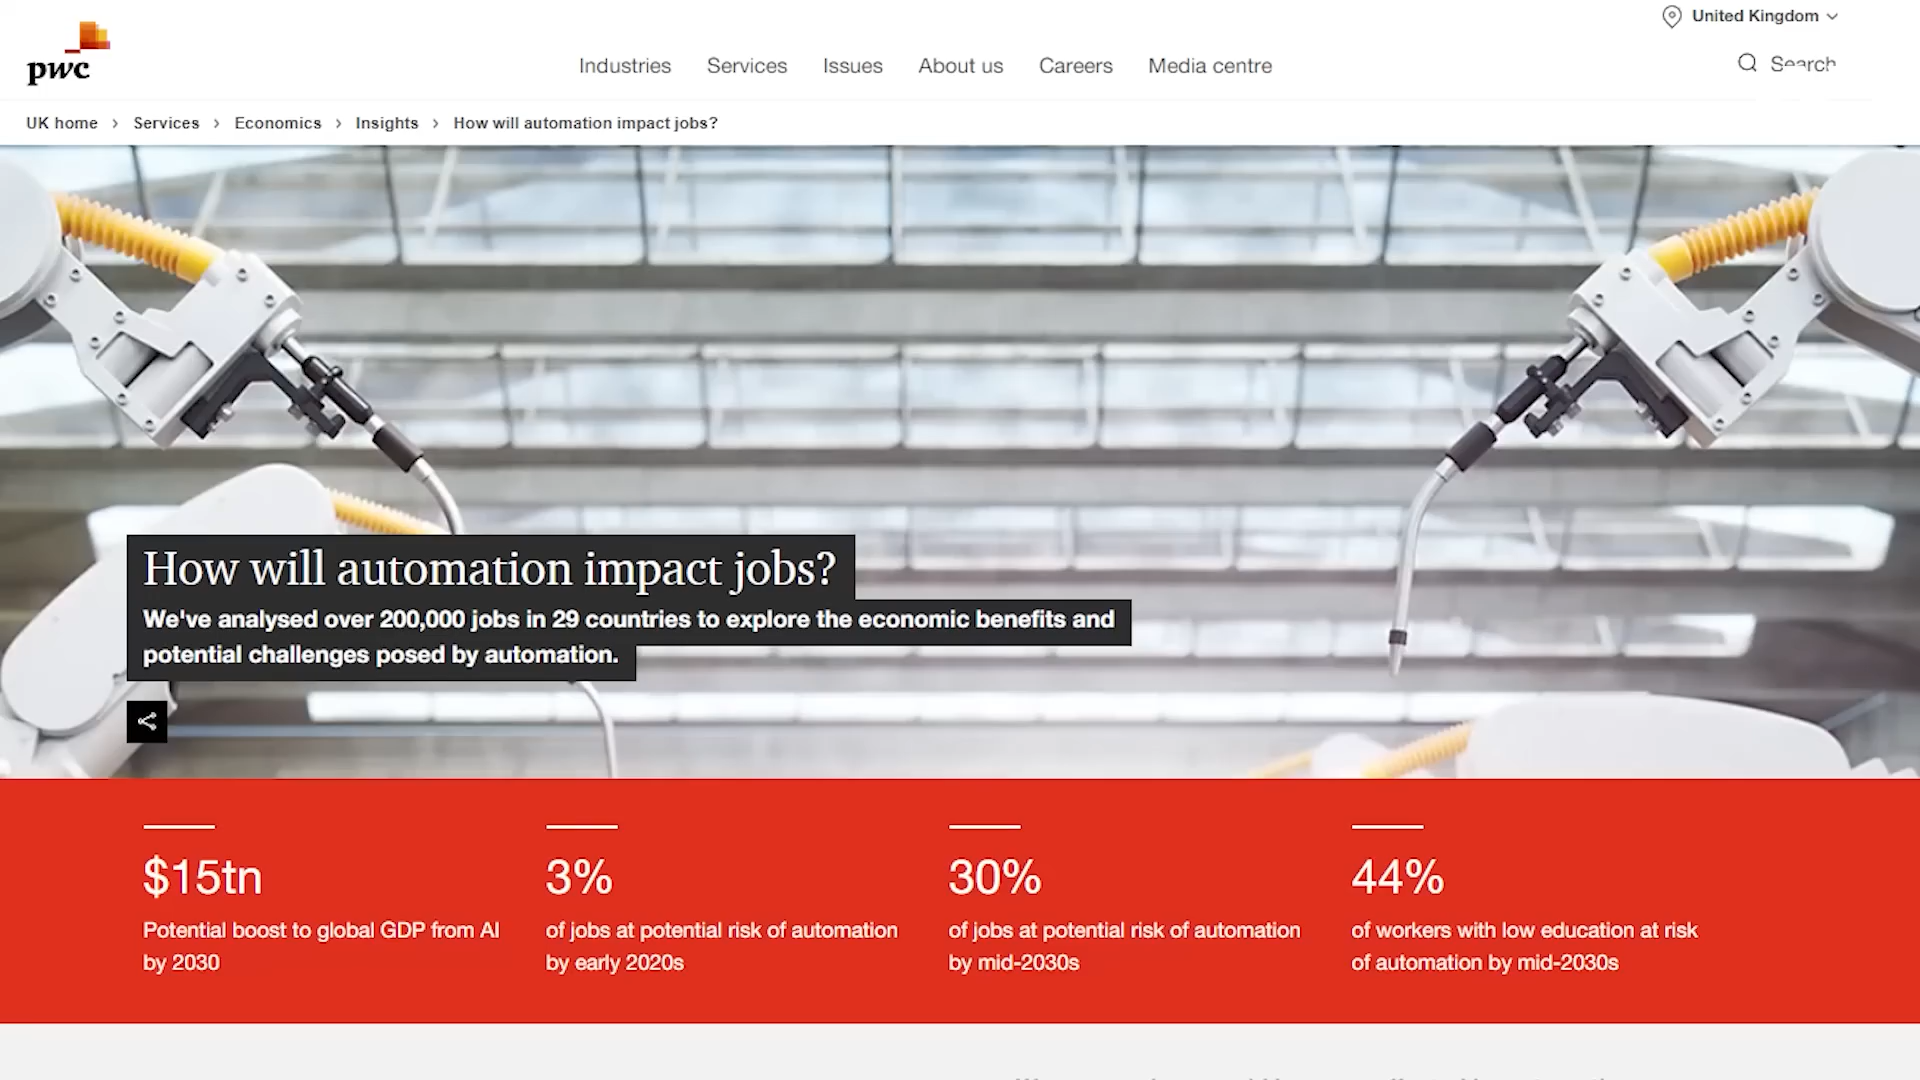 United Kingdom
pwc
Industries Services Issues About us Careers Media centre
Search
UK home > Services > Economics > Insights > How will automation impact jobs?
How will automation impact jobs?
We've analysed over 200,000 jobs in 29 countries to explore the economic benefits and
potential challenges posed by automation.
$15tn
Potential boost to global GDP from AI
by 2030
3%
of jobs at potential risk of automation
by early 2020s
30%
of jobs at potential risk of automation
by mid-2030s
44%
of workers with low education at risk
of automation by mid-2030s